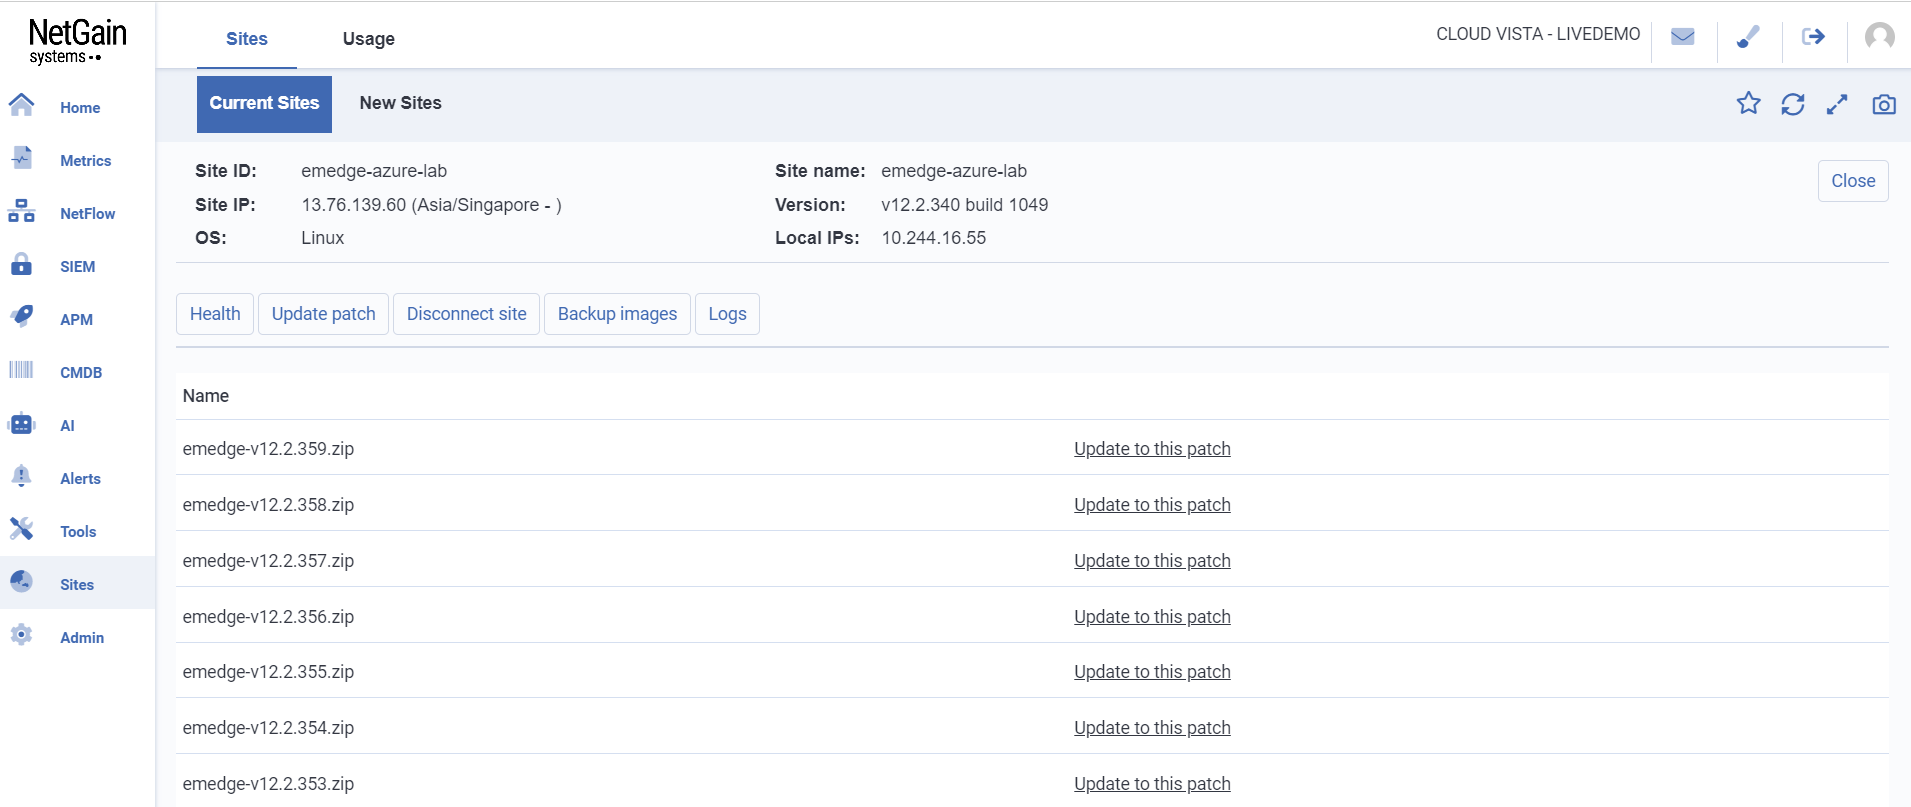 NetGain
systems
Sites Usage
CLOUD VISTA - LIVEDEMO
Home
Metrics
NetFlow
SIEM
APM
CMDB
AI
Alerts
Tools
Sites
Admin
Current Sites New Sites
Site ID: emedge-azure-lab Site name: emedge-azure-lab
Close
Site IP: 13.76.139.60 (Asia/Singapore - ) Version: v12.2.340 build 1049
OS: Linux Local IPs: 10.244.16.55
Health Update patch Disconnect site Backup images Logs
Name
emedge-v12.2.359.zip Update to this patch
emedge-v12.2.358.zip Update to this patch
emedge-v12.2.357.zip Update to this patch
emedge-v12.2.356.zip Update to this patch
emedge-v12.2.355.zip Update to this patch
emedge-v12.2.354.zip Update to this patch
emedge-v12.2.353.zip Update to this patch